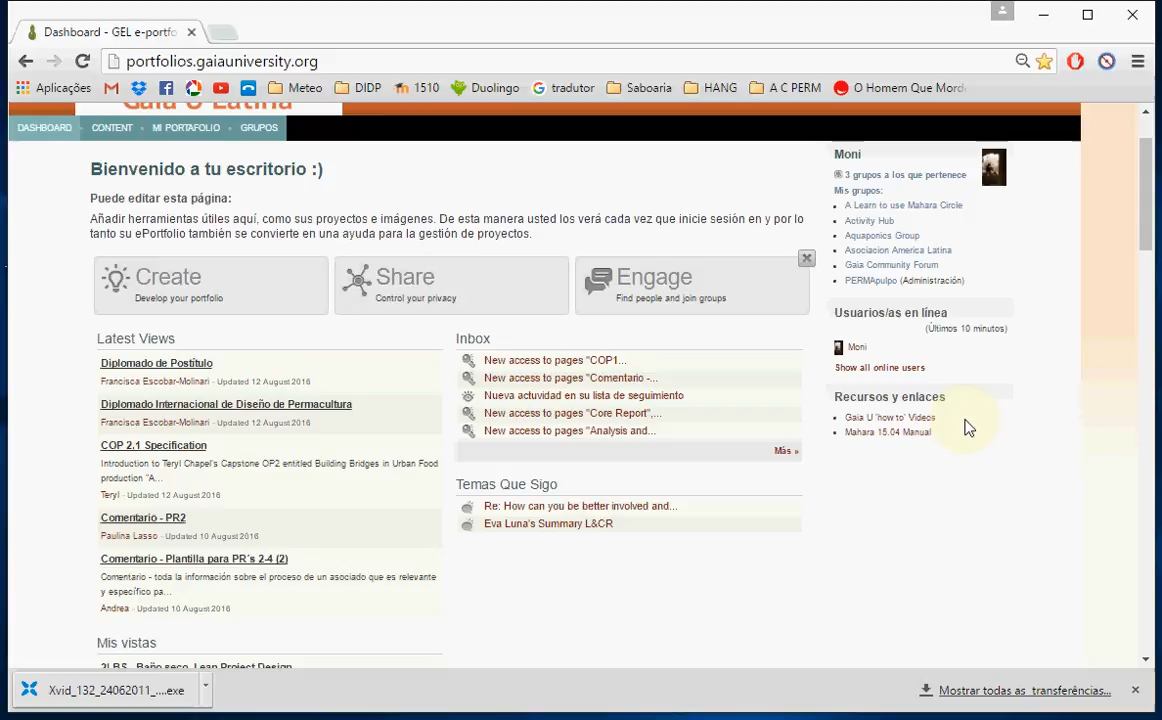 Dashboard - GEL e-portfo
portfolios.gaiauniversity.org
Aplicações
Meteo
DIDP
1510
Duolingo
tradutor
Saboaria
HANG
A C PERM
O Homem Que Mord
Gaia U Latina
DASHBOARD
CONTENT
MI PORTAFOLIO
GRUPOS
Bienvenido a tu escritorio :)
Puede editar esta página:
Añadir herramientas útiles aquí, como sus proyectos e imágenes. De esta manera usted los verá cada vez que inicie sesión en y por lo
tanto su ePortfolio también se convierte en una ayuda para la gestión de proyectos.
Create
Develop your portfolio
Share
Control your privacy
Engage
Find people and join groups
Latest Views
Diplomado de Postítulo
Francisca Escobar-Molinari - Updated 12 August 2016
Diplomado Internacional de Diseño de Permacultura
Francisca Escobar-Molinari - Updated 12 August 2016
COP 2.1 Specification
Introduction to Teryl Chapel's Capstone OP2 entitled Building Bridges in Urban Food
production "A...
Teryl - Updated 12 August 2016
Comentario - PR2
Paulina Lasso - Updated 10 August 2016
Comentario - Plantilla para PR´s 2-4 (2)
Comentario - toda la información sobre el proceso de un asociado que es relevante
y específico pa...
Andrea - Updated 10 August 2016
Mis vistas
2LBS - Baño seco, Lean Project Design
Inbox
New access to pages "COP1...
New access to pages "Comentario -...
Nueva actuvidad en su lista de seguimiento
New access to pages "Core Report",...
New access to pages "Analysis and...
Más »
Temas Que Sigo
Re: How can you be better involved and...
Eva Luna's Summary L&CR
Moni
3 grupos a los que pertenece
Mis grupos:
A Learn to use Mahara Circle
Activity Hub
Aquaponics Group
Asociacion America Latina
Gaia Community Forum
PERMApulpo (Administración)
Usuarios/as en línea
(Últimos 10 minutos)
Moni
Show all online users
Recursos y enlaces
Gaia U 'how to' Videos
Mahara 15.04 Manual
Xvid_132_24062011_....exe
Mostrar todas as transferências...